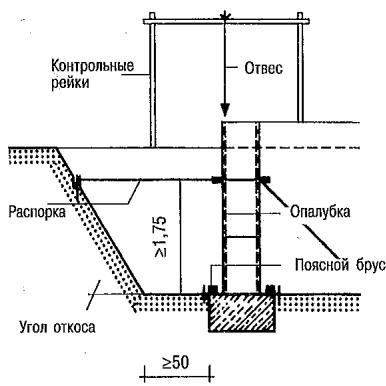 Контрольные
рейки
Отвес
Распорка
≥1,75
Опалубка
Поясной брус
Угол откоса
≥50